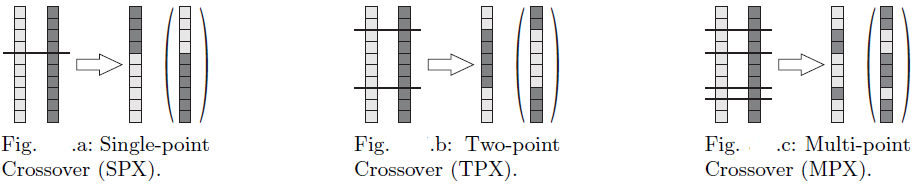 Fig. .a: Single-point
Crossover (SPX).
Fig. .b: Two-point
Crossover (TPX).
Fig. .c: Multi-point
Crossover (MPX).